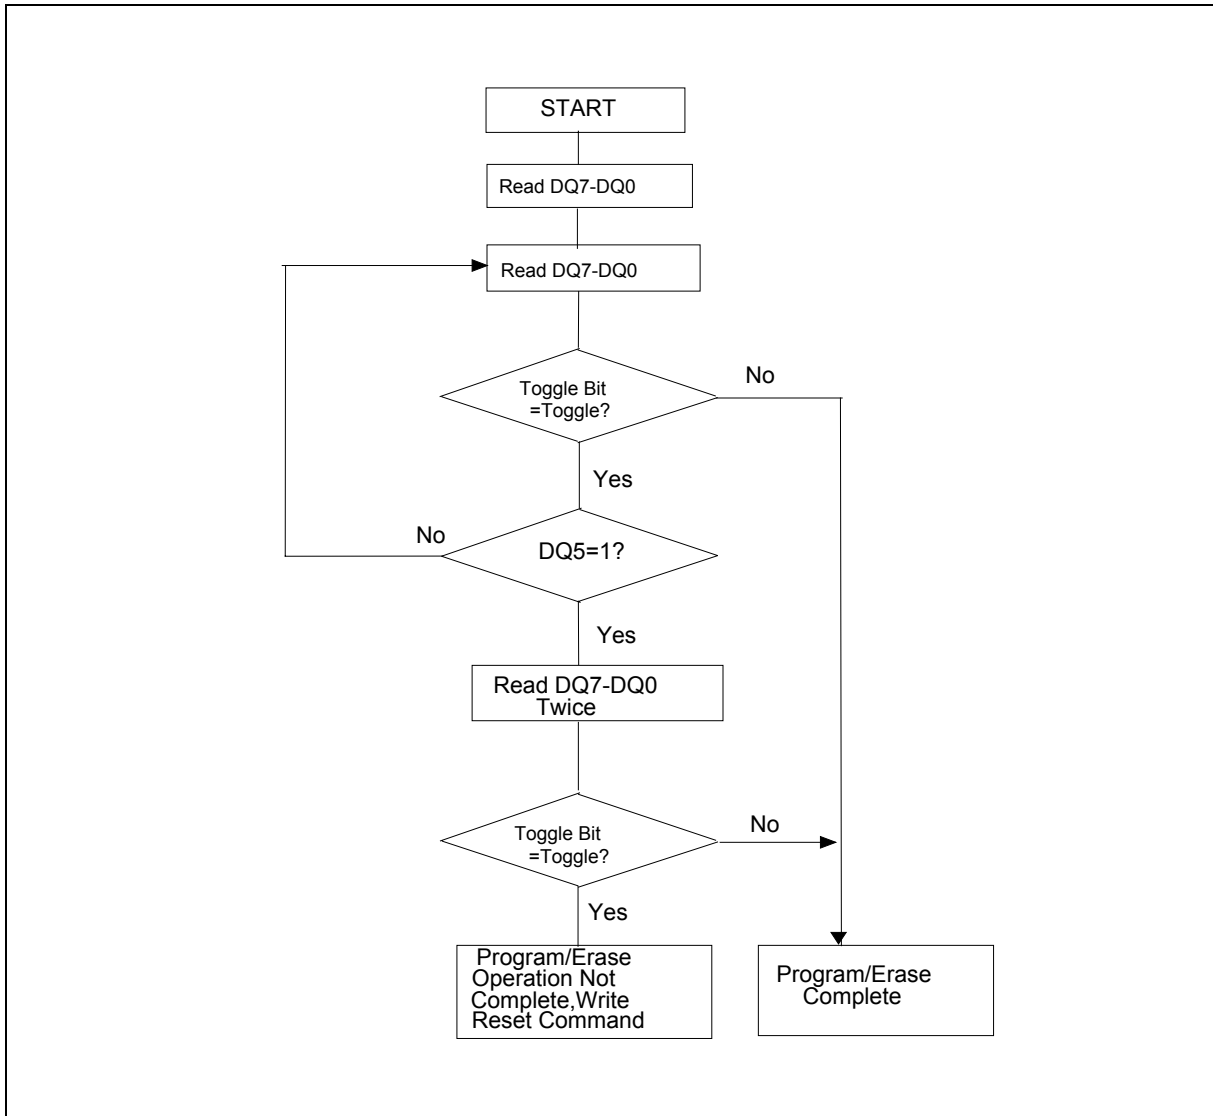 START
Read DQ7-DQ0
Read DQ7-DQ0
Toggle Bit
=Toggle?
No
Yes
No
DQ5=1?
Yes
Read DQ7-DQ0
Twice
Toggle Bit
=Toggle?
No
Yes
Program/Erase
Operation Not
Complete,Write
Reset Command
Program/Erase
Complete